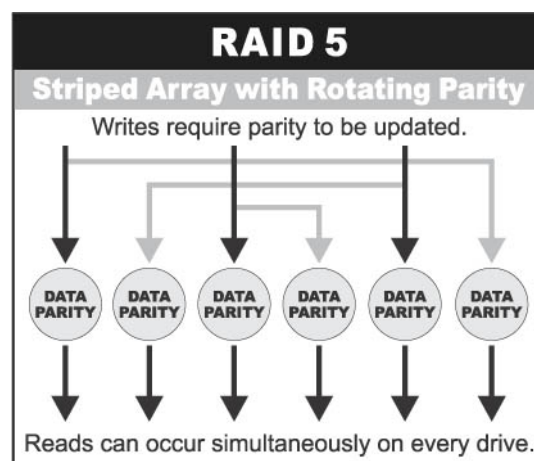 RAID 5
Striped Array with Rotating Parity
Writes require parity to be updated.
DATA PARITY
DATA PARITY
DATA PARITY
DATA PARITY
DATA PARITY
DATA PARITY
Reads can occur simultaneously on every drive.